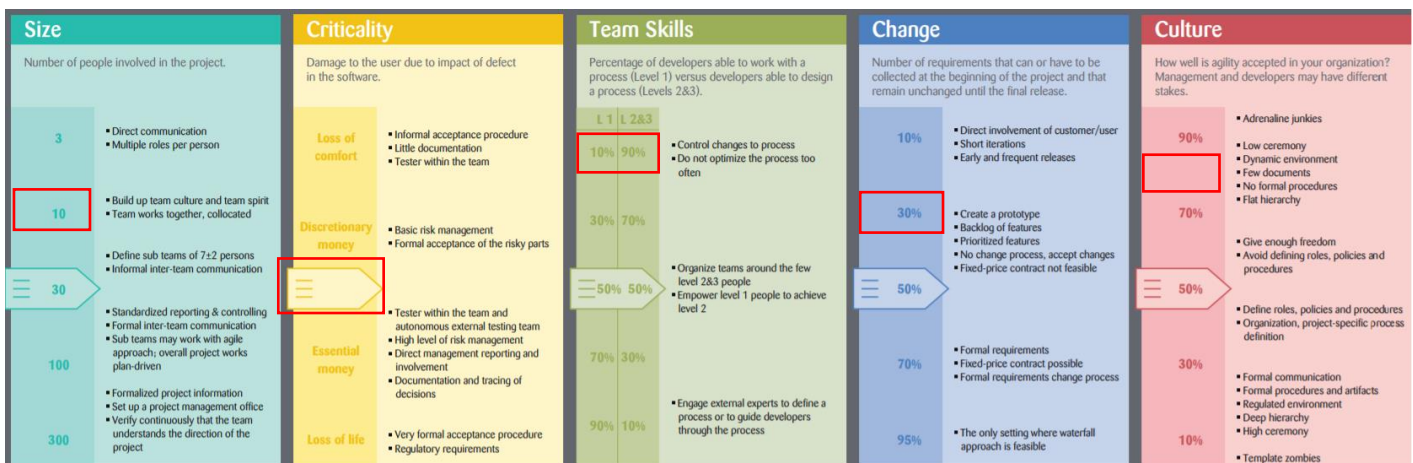 Size
Number of people involved in the project.
3
▪ Direct communication
▪ Multiple roles per person
10
▪ Build up team culture and team spirit
▪ Team works together, collocated
▪ Define sub teams of 7±2 persons
▪ Informal inter-team communication
30
▪ Standardized reporting & controlling
▪ Formal inter-team communication
▪ Sub teams may work with agile
approach; overall project works
plan-driven
100
▪ Formalized project information
▪ Set up a project management office
▪ Verify continuously that the team
understands the direction of the
project
300
Criticality
Damage to the user due to impact of defect
in the software.
Loss of
comfort
▪ Informal acceptance procedure
▪ Little documentation
▪ Tester within the team
Discretionary
money
▪ Basic risk management
▪ Formal acceptance of the risky parts
▪ Tester within the team and
autonomous external testing team
▪ High level of risk management
▪ Direct management reporting and
involvement
▪ Documentation and tracing of
decisions
Essential
money
Loss of life
▪ Very formal acceptance procedure
▪ Regulatory requirements
Team Skills
Percentage of developers able to work with a
process (Level 1) versus developers able to design
a process (Levels 2&3).
L 1 L 2&3
10% 90%
▪ Control changes to process
▪ Do not optimize the process too
often
30% 70%
▪ Organize teams around the few
level 2&3 people
▪ Empower level 1 people to achieve
level 2
50% 50%
70% 30%
▪ Engage external experts to define a
process or to guide developers
through the process
90% 10%
Change
Number of requirements that can or have to be
collected at the beginning of the project and that
remain unchanged until the final release.
10%
▪ Direct involvement of customer/user
▪ Short iterations
▪ Early and frequent releases
30%
▪ Create a prototype
▪ Backlog of features
▪ Prioritized features
▪ No change process, accept changes
▪ Fixed-price contract not feasible
50%
70%
▪ Formal requirements
▪ Fixed-price contract possible
▪ Formal requirements change process
95%
▪ The only setting where waterfall
approach is feasible
Culture
How well is agility accepted in your organization?
Management and developers may have different
stakes.
▪ Adrenaline junkies
90%
▪ Low ceremony
▪ Dynamic environment
▪ Few documents
▪ No formal procedures
▪ Flat hierarchy
70%
▪ Give enough freedom
▪ Avoid defining roles, policies and
procedures
50%
▪ Define roles, policies and procedures
▪ Organization, project-specific process
definition
30%
▪ Formal communication
▪ Formal procedures and artifacts
▪ Regulated environment
▪ Deep hierarchy
▪ High ceremony
10%
▪ Template zombies